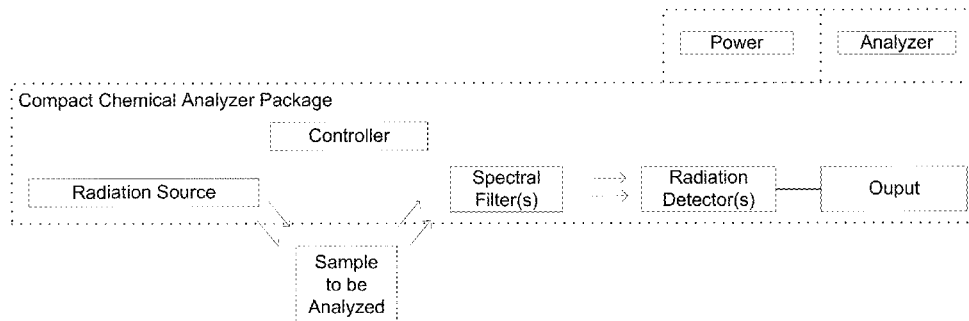 Power
Analyzer
Compact Chemical Analyzer Package
Controller
Radiation Source
Spectral
Filter(s)
Radiation
Detector(s)
Ouput
Sample
to be
Analyzed